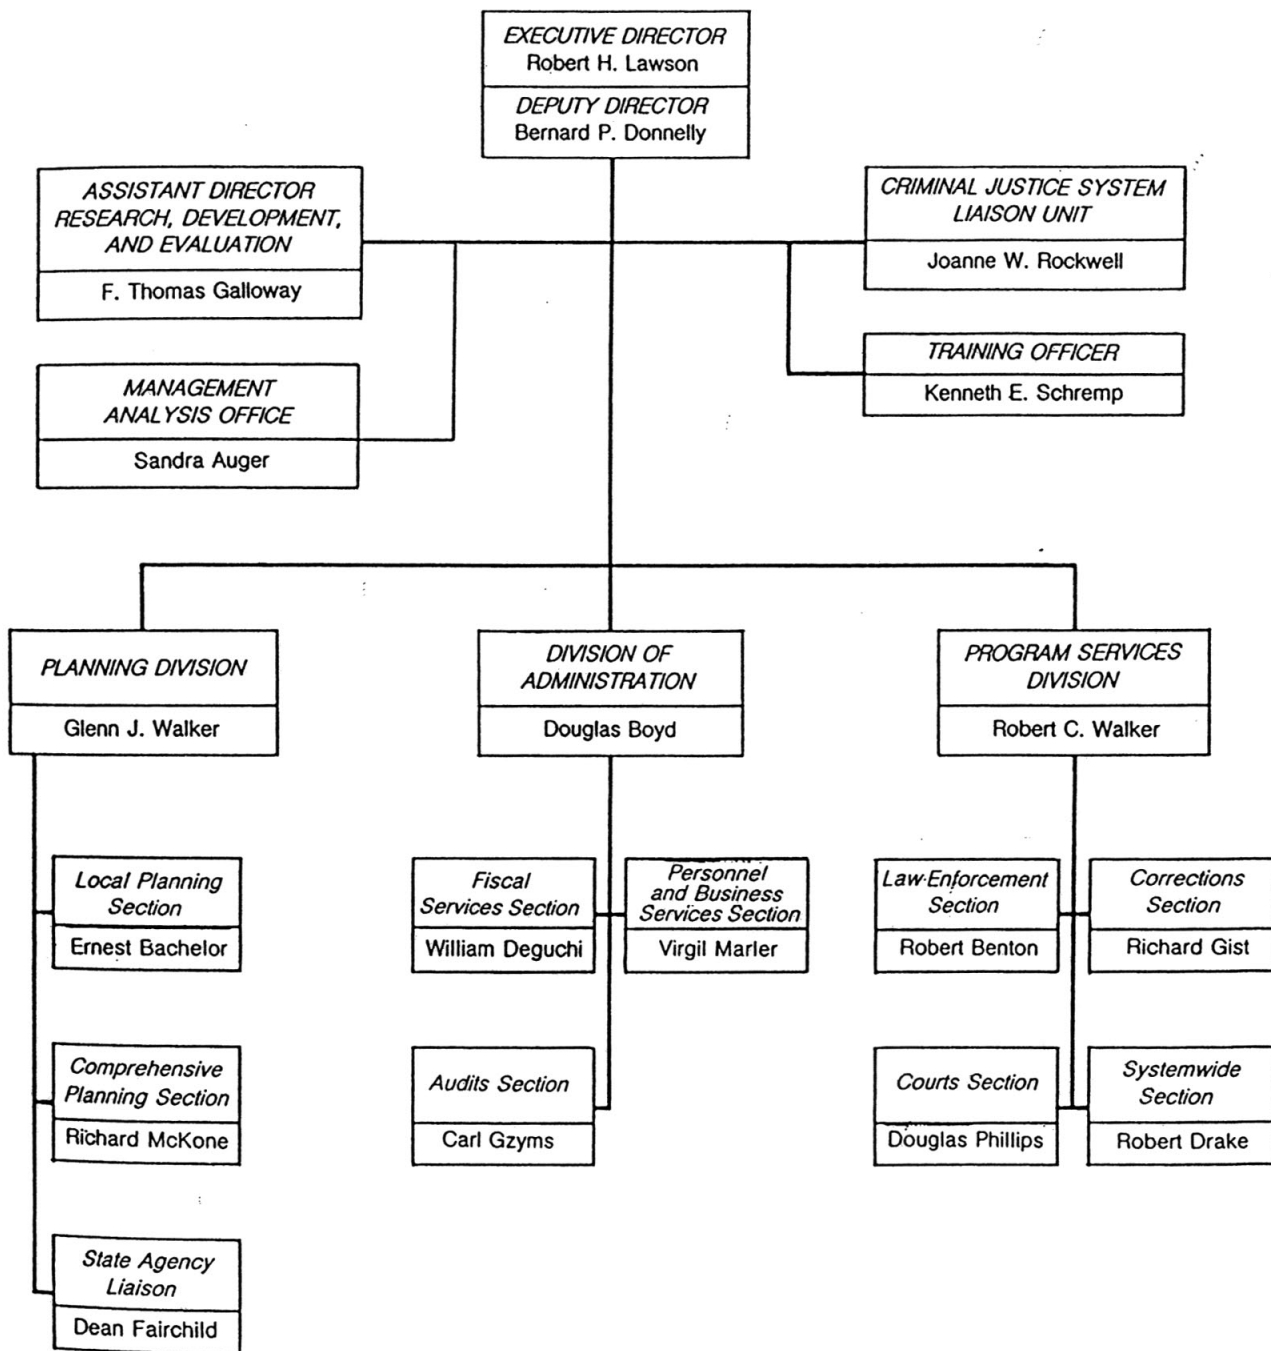 EXECUTIVE DIRECTOR
Robert H. Lawson
DEPUTY DIRECTOR
Bernard P. Donnelly
ASSISTANT DIRECTOR
RESEARCH, DEVELOPMENT,
AND EVALUATION
F. Thomas Galloway
CRIMINAL JUSTICE SYSTEM
LIAISON UNIT
Joanne W. Rockwell
TRAINING OFFICER
Kenneth E. Schremp
MANAGEMENT
ANALYSIS OFFICE
Sandra Auger
PLANNING DIVISION
Glenn J. Walker
DIVISION OF
ADMINISTRATION
Douglas Boyd
PROGRAM SERVICES
DIVISION
Robert C. Walker
Local Planning
Section
Ernest Bachelor
Fiscal
Services Section
William Deguchi
Personnel
and Business
Services Section
Virgil Marler
Law Enforcement
Section
Robert Benton
Corrections
Section
Richard Gist
Comprehensive
Planning Section
Richard McKone
Audits Section
Carl Gzyms
Courts Section
Douglas Phillips
Systemwide
Section
Robert Drake
State Agency
Liaison
Dean Fairchild